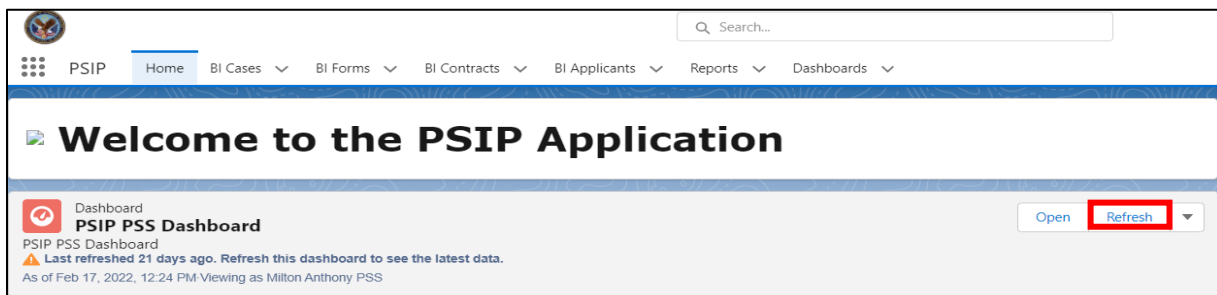 Search...
PSIP Home BI Cases BI Forms BI Contracts BI Applicants Reports Dashboards
Welcome to the PSIP Application
Dashboard
PSIP PSS Dashboard
Open Refresh
PSIP PSS Dashboard
Last refreshed 21 days ago. Refresh this dashboard to see the latest data.
As of Feb 17, 2022, 12:24 PM·Viewing as Milton Anthony PSS